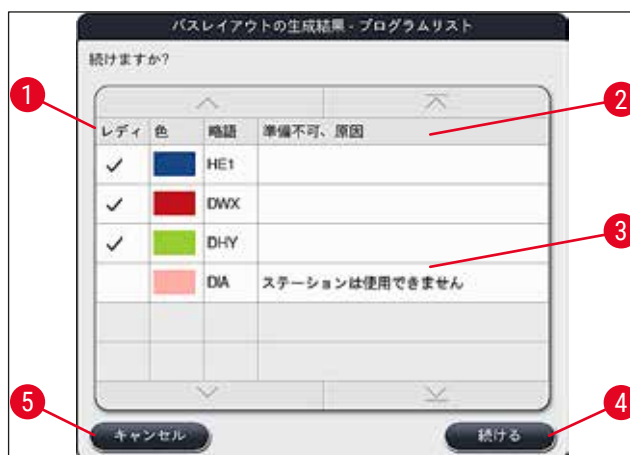 バスレイアウトの生成結果 - プログラムリスト
続けますか?
1
2
レディ 色 略語 準備不可、原因
HE1
DWX
3
DHY
DIA ステーションは使用できません
5
4
キャンセル 続ける